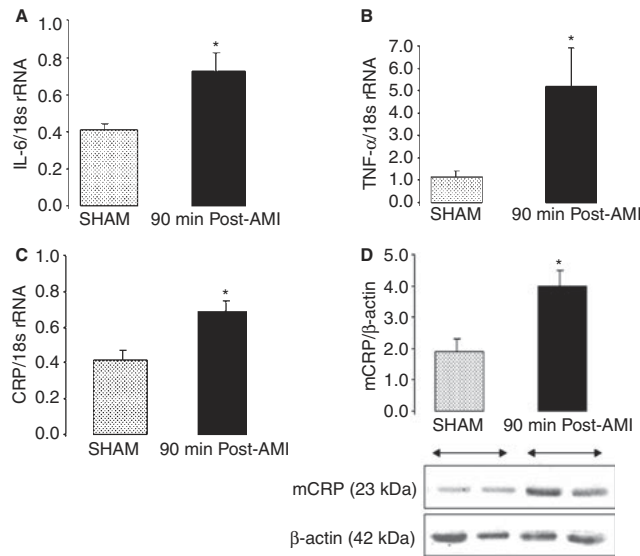 A
IL-6/18s rRNA
1.0
0.8
0.6
0.4
0.2
0.0
*
SHAM
90 min Post-AMI
B
TNF-α/18s rRNA
7.0
6.0
5.0
4.0
3.0
2.0
1.0
0.0
*
SHAM
90 min Post-AMI
C
CRP/18s rRNA
1.0
0.8
0.6
0.4
0.2
0.0
*
SHAM
90 min Post-AMI
D
mCRP/β-actin
5.0
4.0
3.0
2.0
1.0
0.0
*
SHAM
90 min Post-AMI
mCRP (23 kDa)
β-actin (42 kDa)